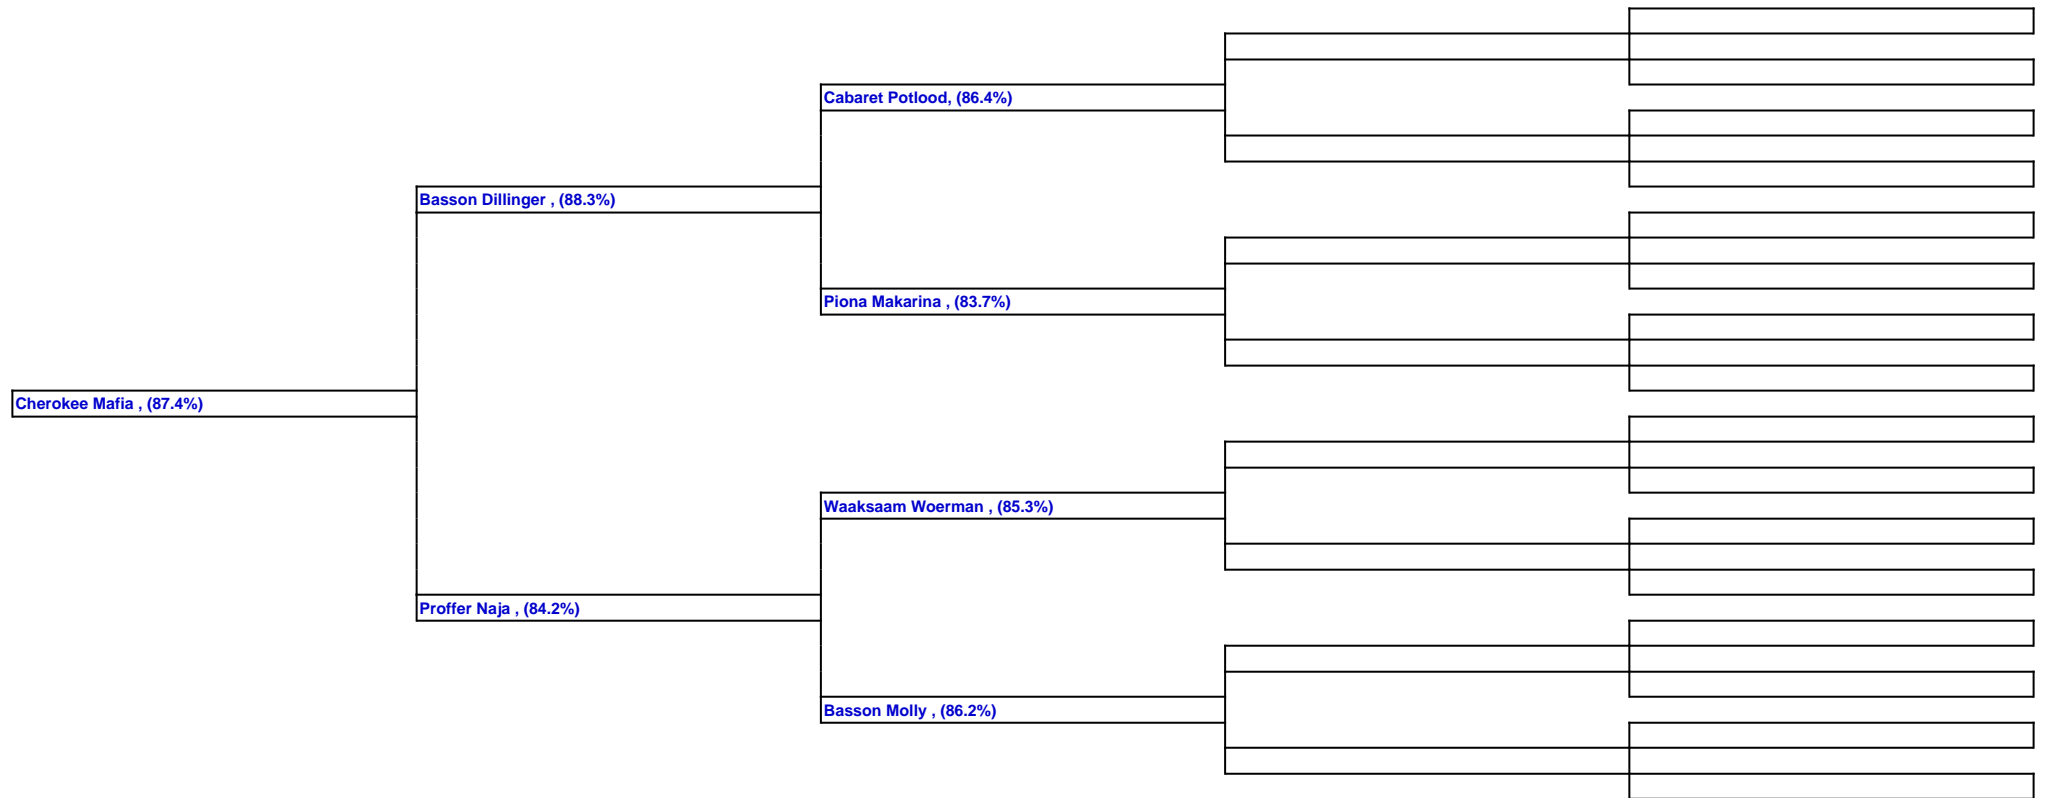 Cabaret Potlood, (86.4%)
Basson Dillinger , (88.3%)
Piona Makarina , (83.7%)
Cherokee Mafia , (87.4%)
Waaksaam Woerman , (85.3%)
Proffer Naja , (84.2%)
Basson Molly , (86.2%)